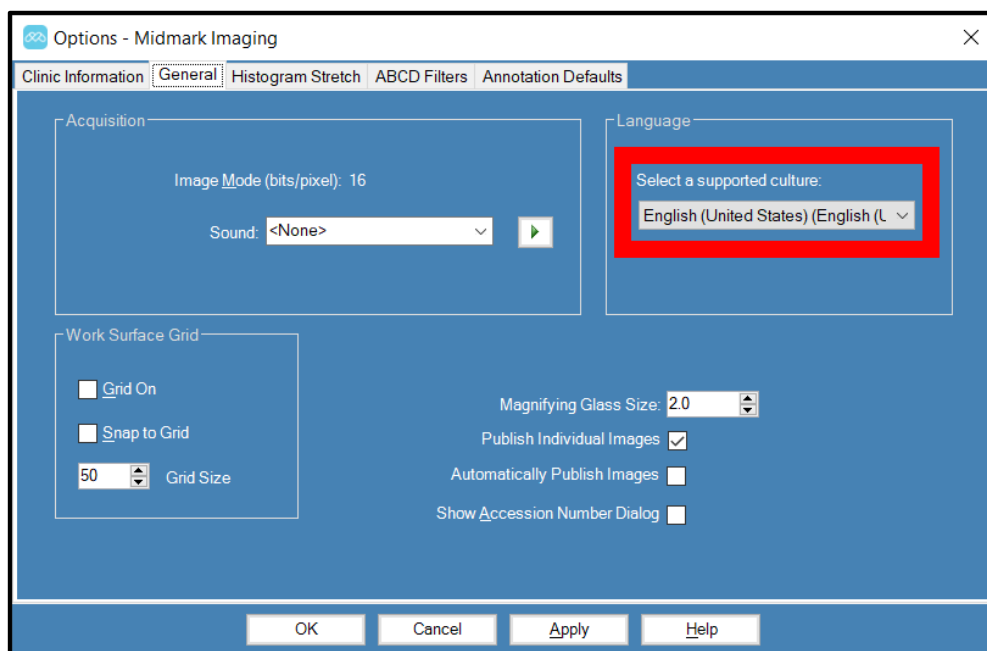 Options - Midmark Imaging
Clinic Information General Histogram Stretch ABCD Filters Annotation Defaults
Acquisition
Image Mode (bits/pixel): 16
Sound: <None>
Language
Select a supported culture:
English (United States) (English (U
Work Surface Grid
Grid On
Snap to Grid
50 Grid Size
Magnifying Glass Size: 2.0
Publish Individual Images
Automatically Publish Images
Show Accession Number Dialog
OK Cancel Apply Help